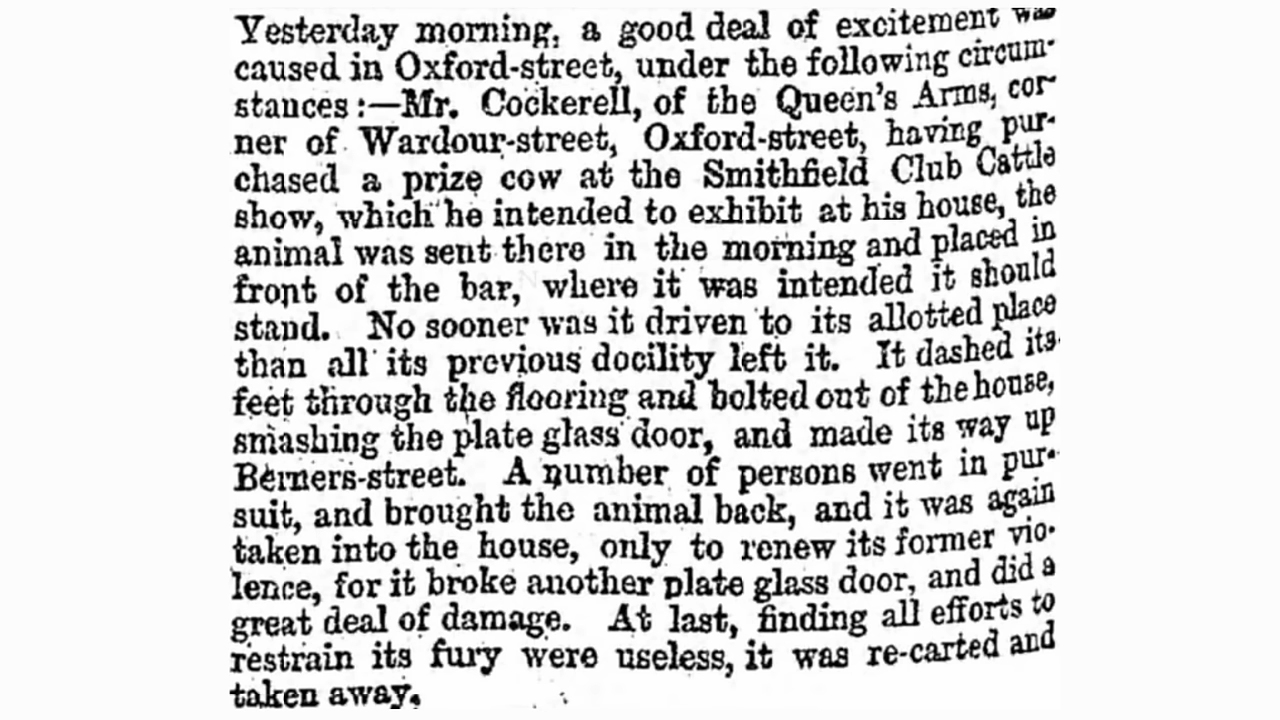 Yesterday morning, a good deal of excitement was
caused in Oxford-street, under the following circum-
stances :—Mr. Cockerell, of the Queen's Arms, cor-
ner of Wardour-street, Oxford-street, having pur-
chased a prize cow at the Smithfield Club Cattle
show, which he intended to exhibit at his house, the
animal was sent there in the morning and placed in
front of the bar, where it was intended it should
stand. No sooner was it driven to its allotted place
than all its previous docility left it. It dashed its
feet through the flooring and bolted out of the house,
smashing the plate glass door, and made its way up
Berners-street. A number of persons went in pur-
suit, and brought the animal back, and it was again
taken into the house, only to renew its former vio-
lence, for it broke another plate glass door, and did a
great deal of damage. At last, finding all efforts to
restrain its fury were useless, it was re-carted and
taken away.